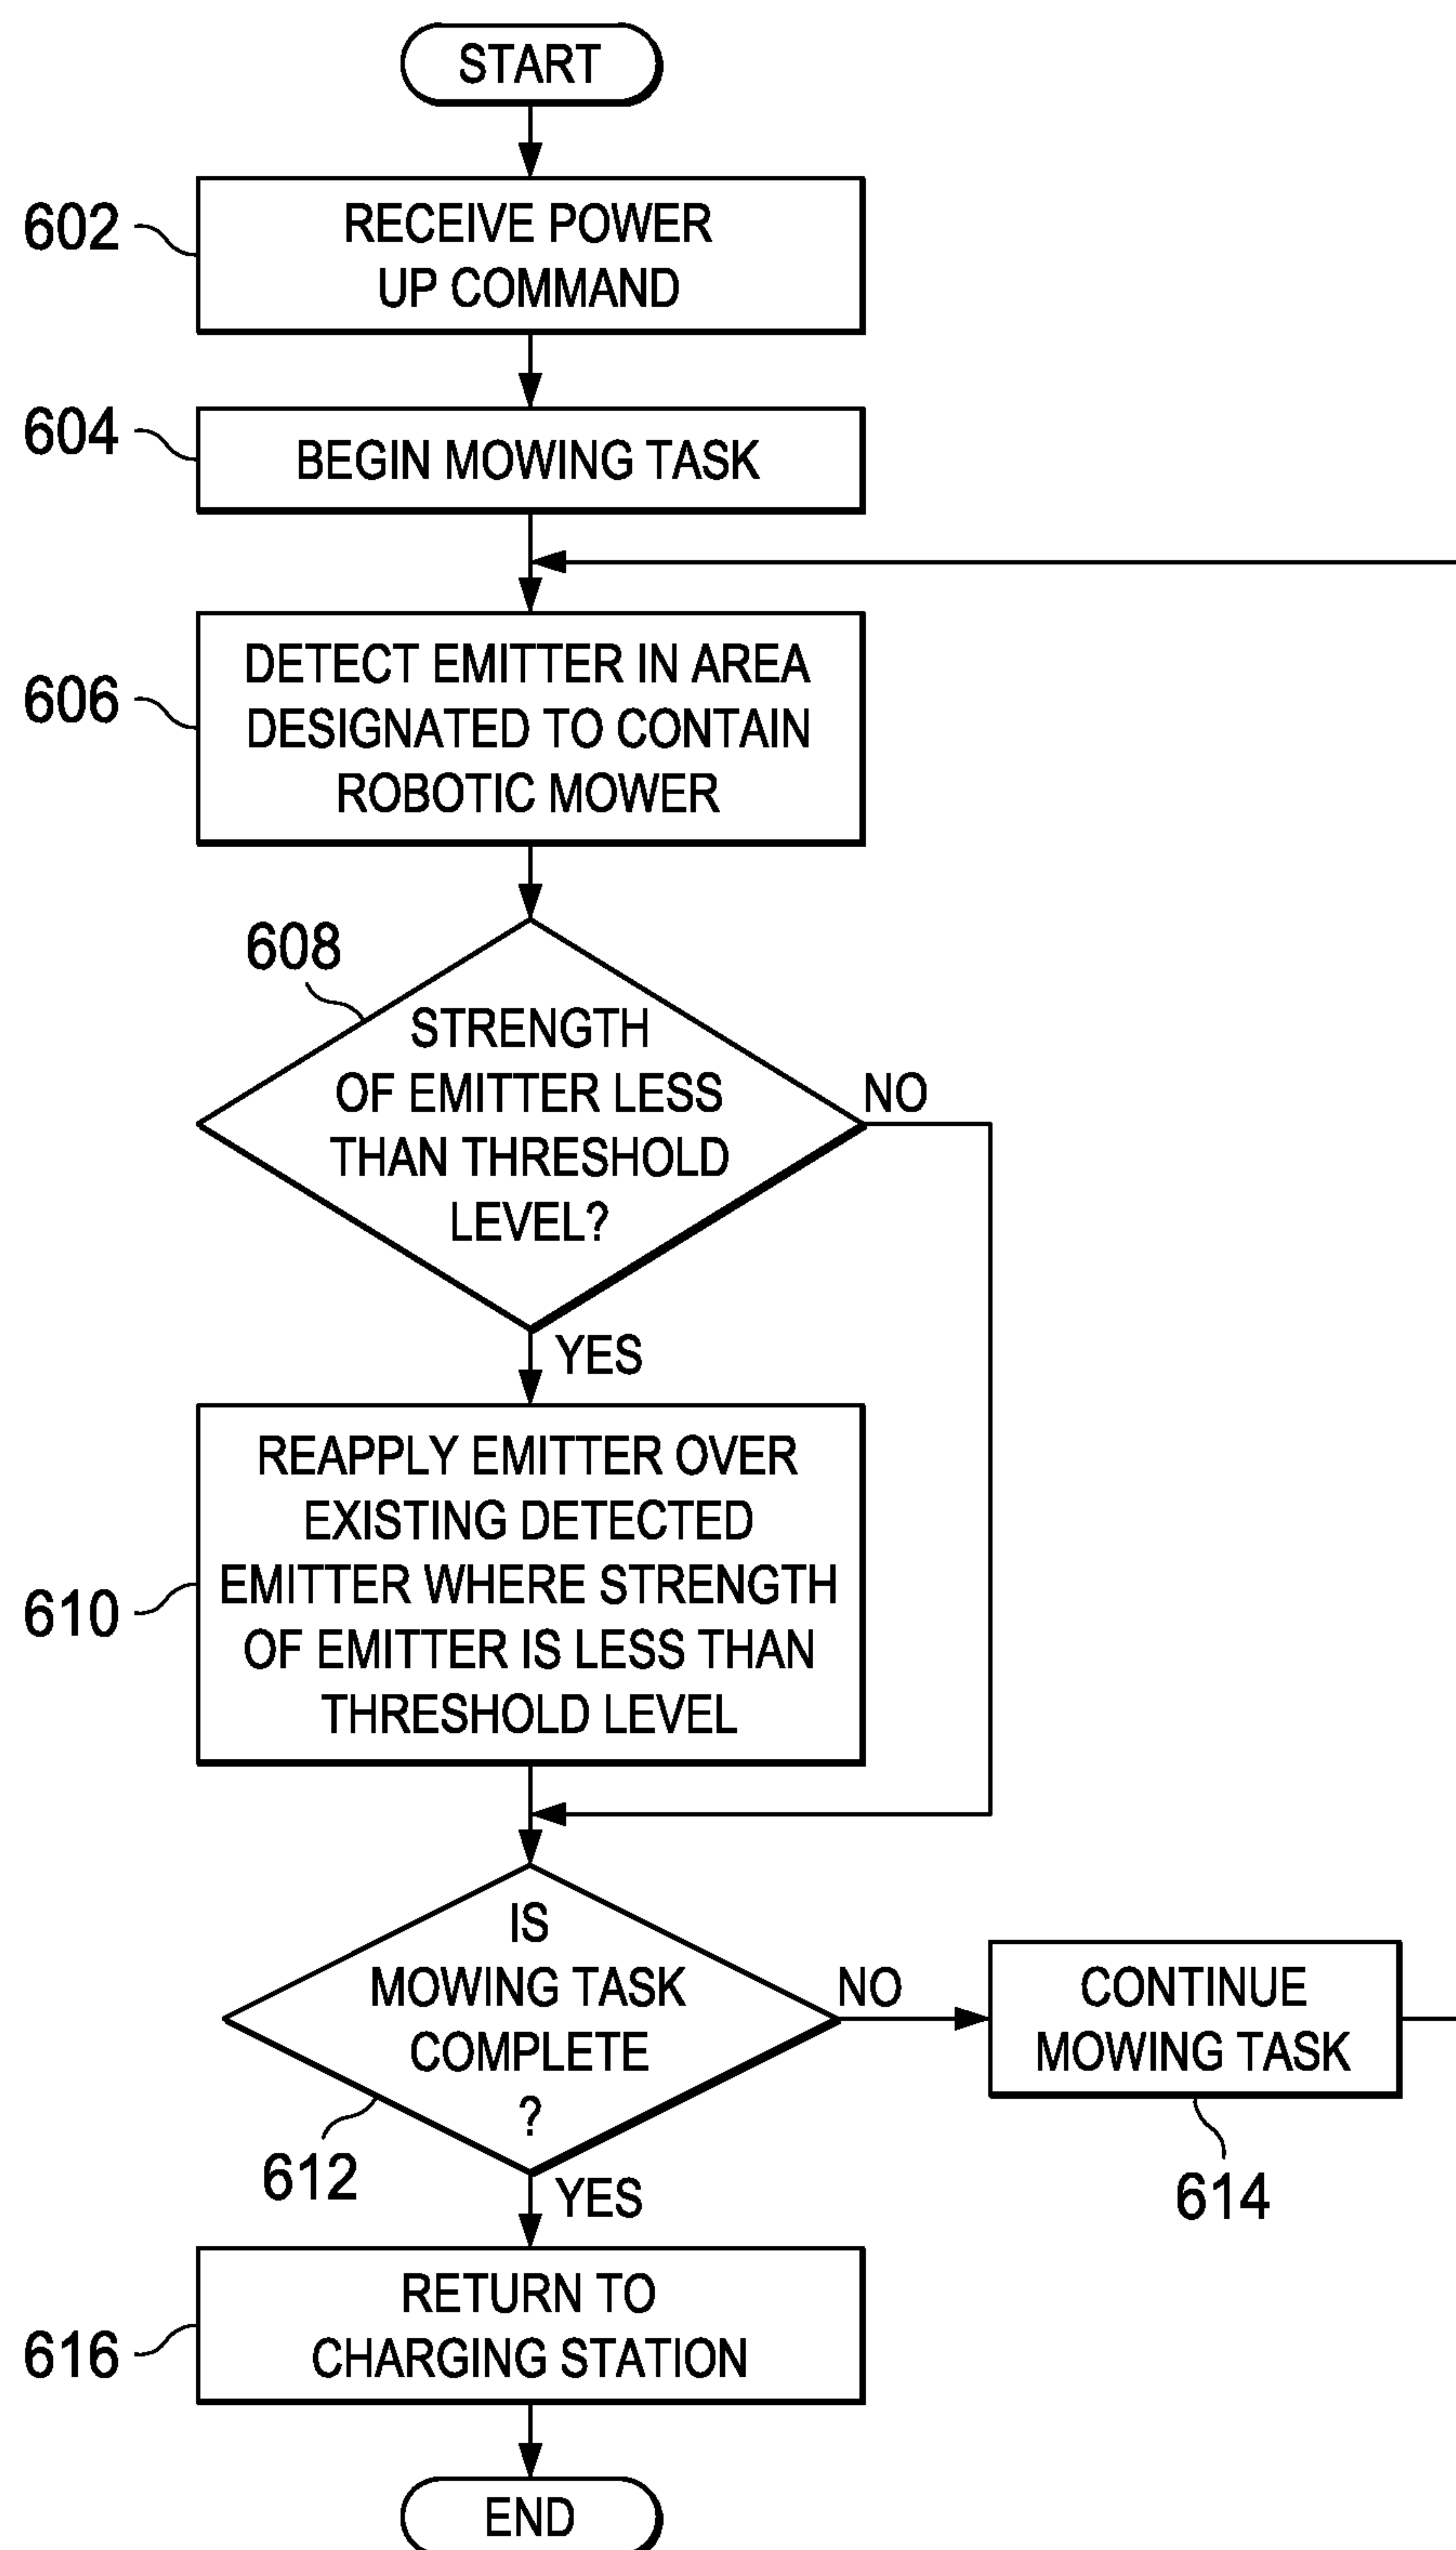 START
602
RECEIVE POWER
UP COMMAND
604
BEGIN MOWING TASK
606
DETECT EMITTER IN AREA
DESIGNATED TO CONTAIN
ROBOTIC MOWER
608
STRENGTH
OF EMITTER LESS
THAN THRESHOLD
LEVEL?
NO
YES
610
REAPPLY EMITTER OVER
EXISTING DETECTED
EMITTER WHERE STRENGTH
OF EMITTER IS LESS THAN
THRESHOLD LEVEL
IS
MOWING TASK
COMPLETE
?
612
NO
CONTINUE
MOWING TASK
614
YES
616
RETURN TO
CHARGING STATION
END